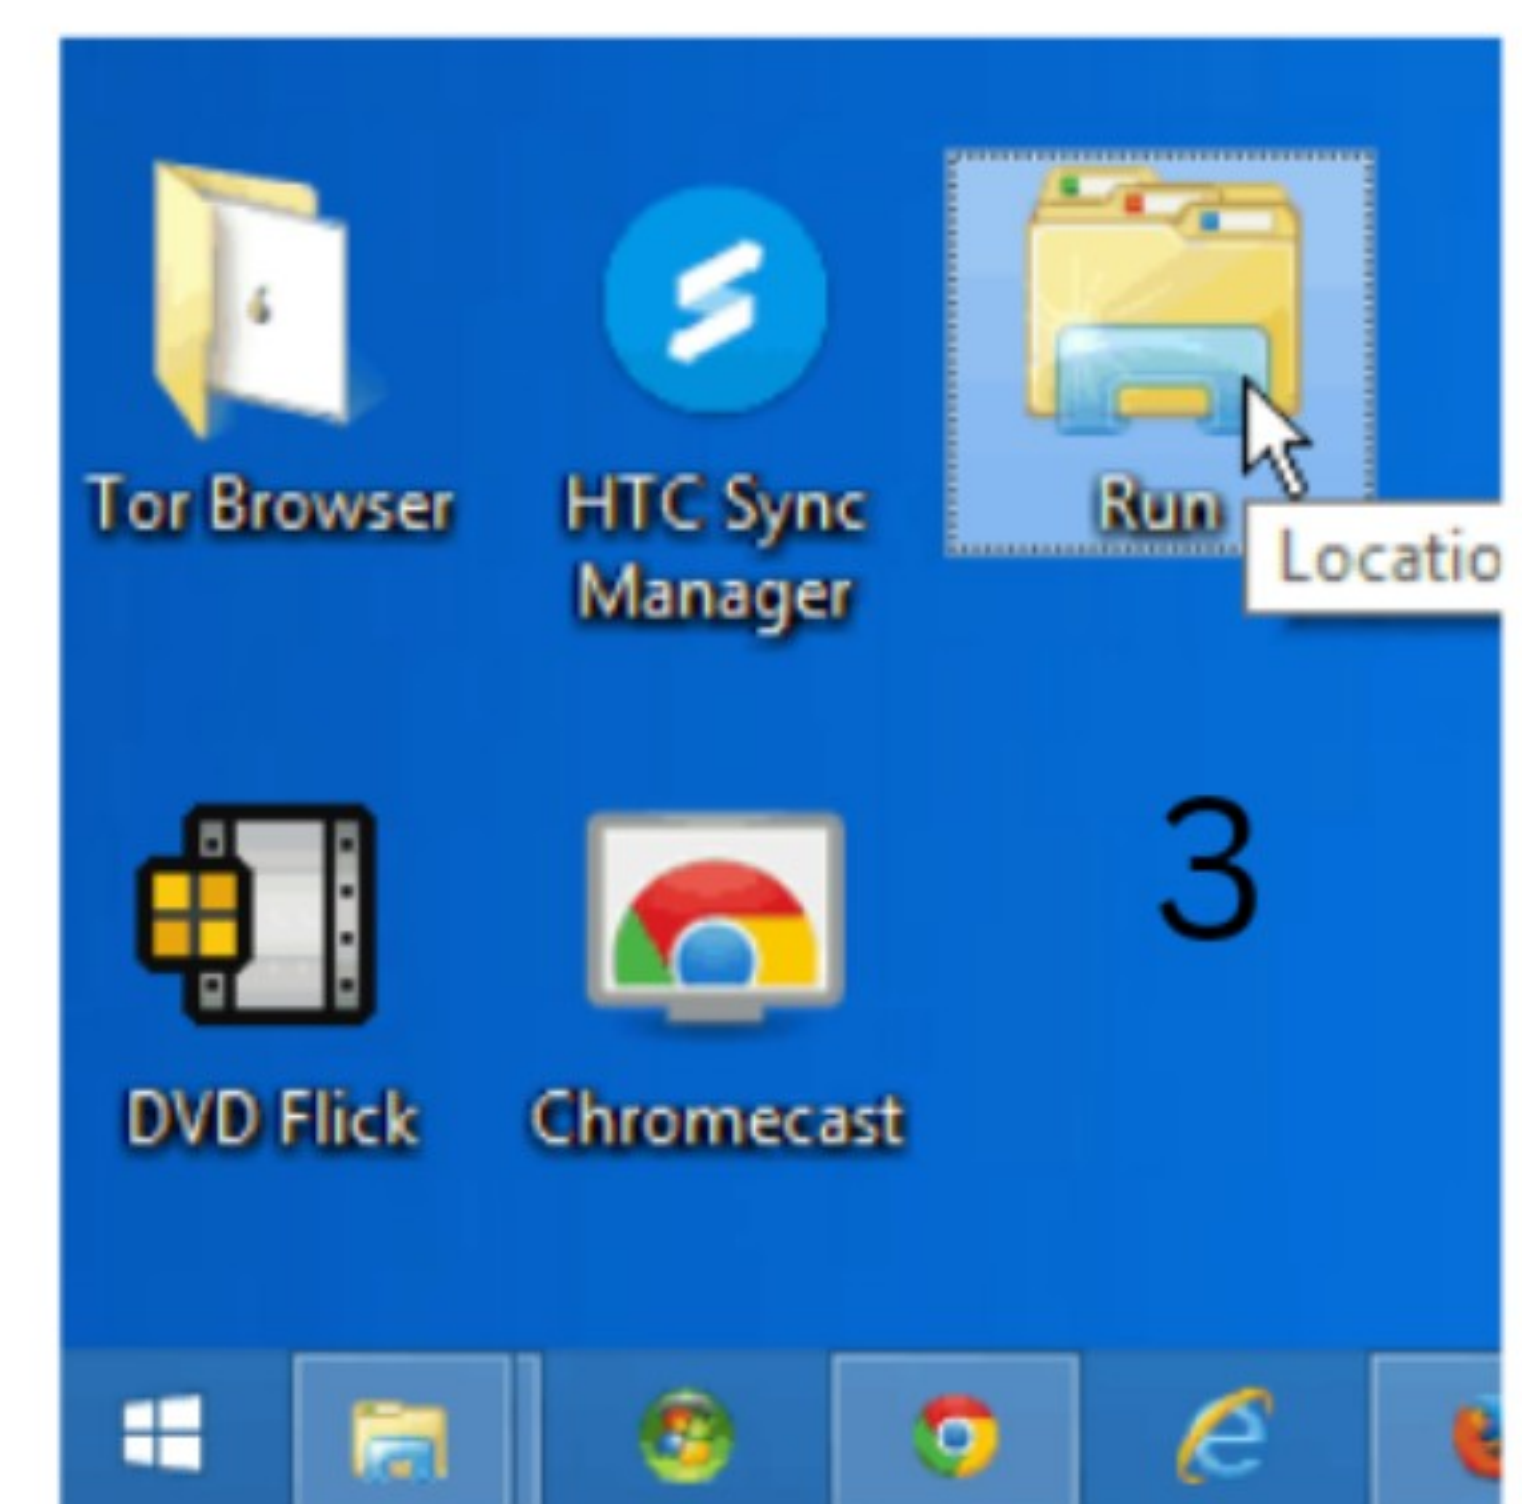 Tor Browser
HTC Sync
Manager
Run
Locatio
3
DVD Flick
Chromecast